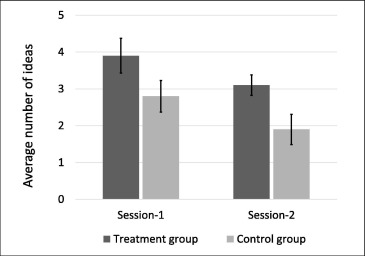 Average number of ideas
5
4
3
2
1
0
Session-1 Session-2
Treatment group Control group